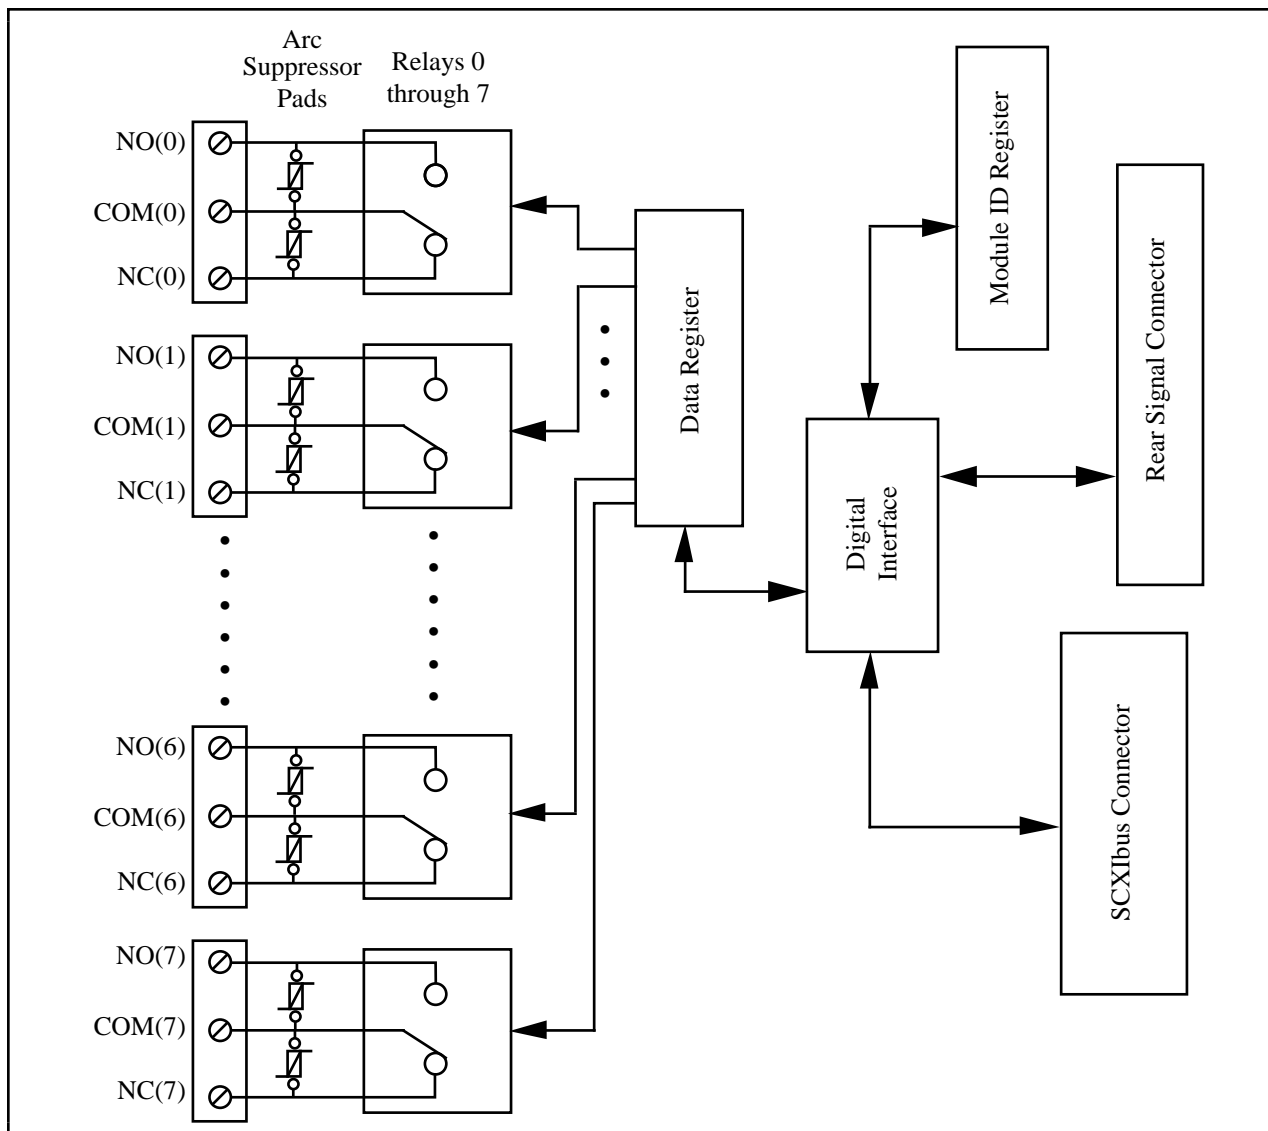 Arc
Suppressor
Pads
Relays 0
through 7
NO(0)
COM(0)
NC(0)
NO(1)
COM(1)
NC(1)
NO(6)
COM(6)
NC(6)
NO(7)
COM(7)
NC(7)
Data Register
Digital
Interface
Module ID Register
Rear Signal Connector
SCXIbus Connector